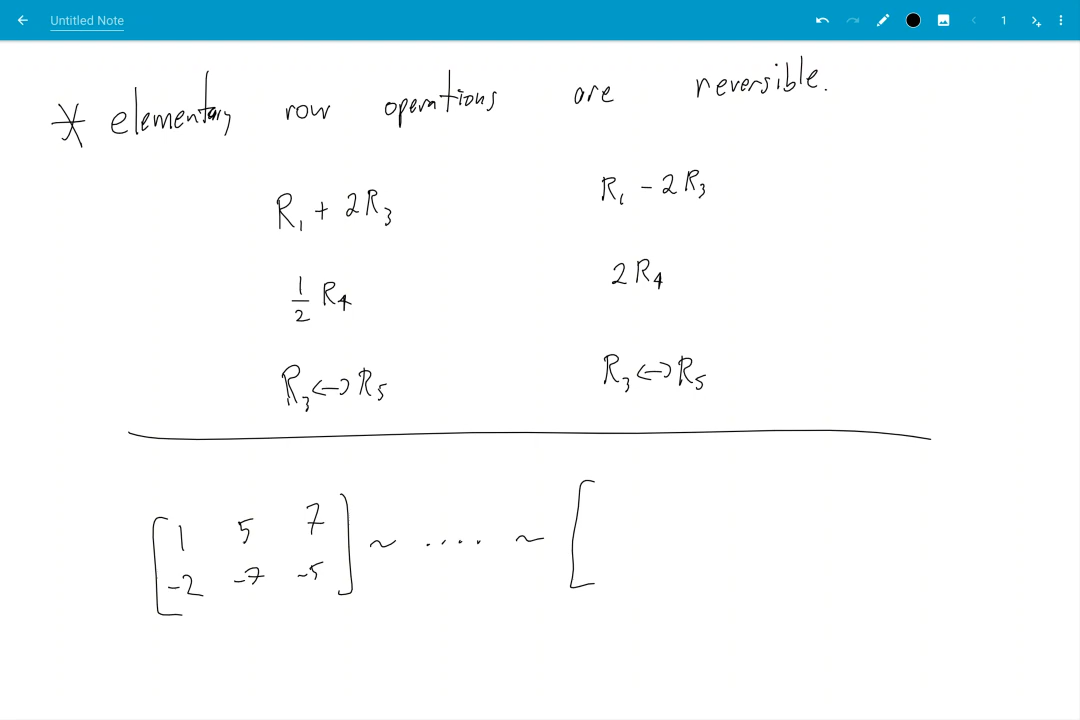 Untitled Note
1
* elementary row operations are reversible.
R₁ + 2R₃ R₁ - 2R₃
1/2 R₄ 2R₄
R₃ ↔ R₅ R₃ ↔ R₅
[1 5 7] ~ .... ~ [
[-2 -7 -5]